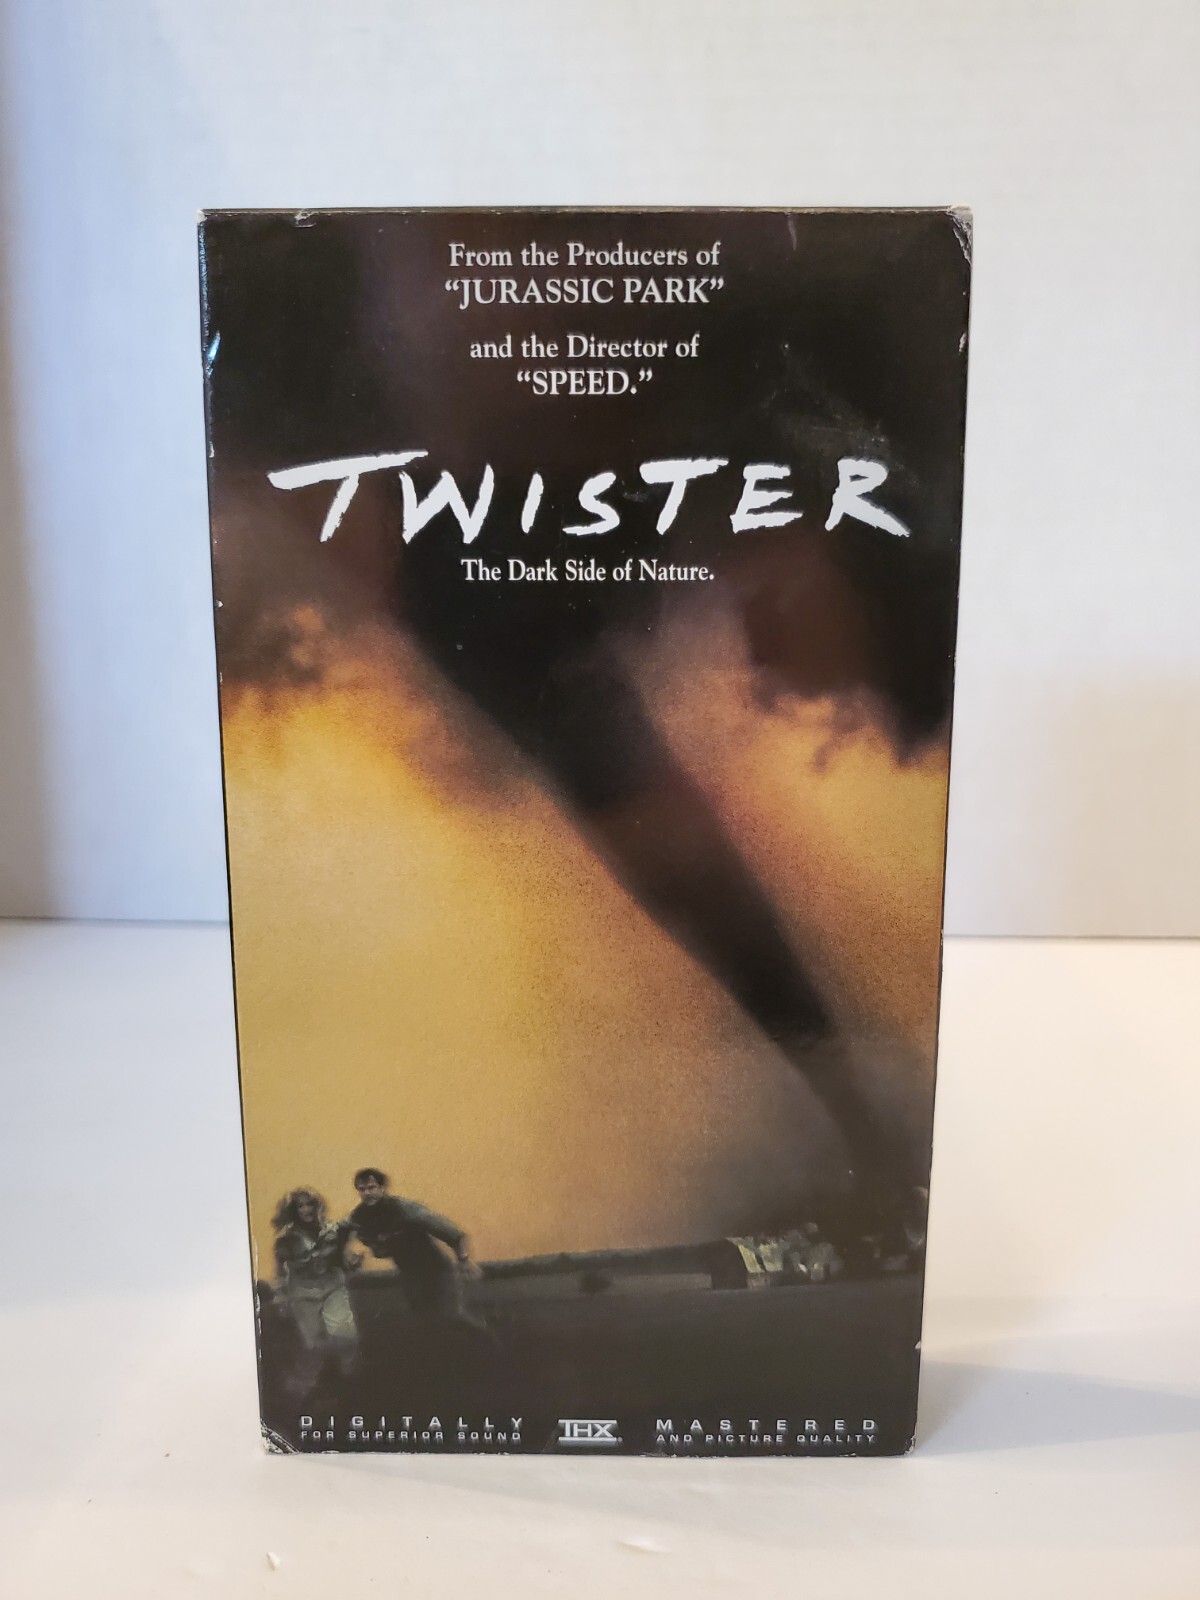 From the Producers of
"JURASSIC PARK"
and the Director of
"SPEED."
TWISTER
The Dark Side of Nature.
DIGITALLY THX MASTERED
FOR SUPERIOR SOUND AND PICTURE QUALITY